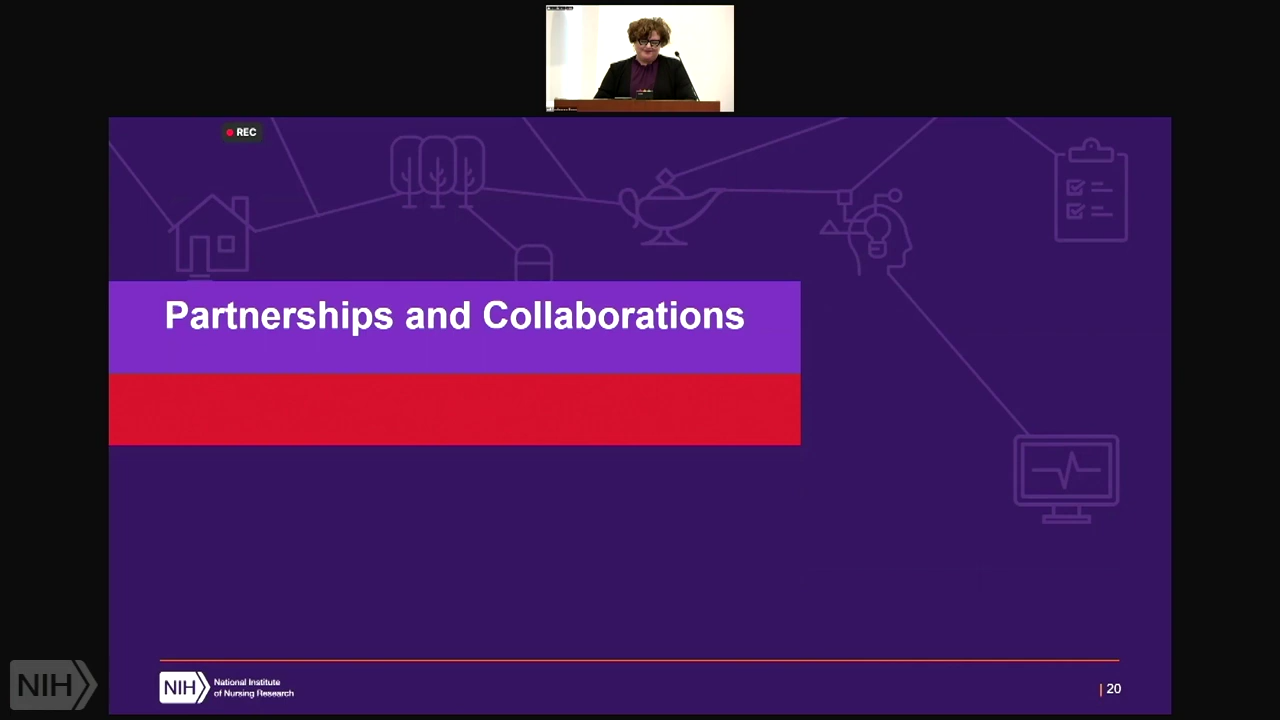 REC
Partnerships and Collaborations
NIH
National Institute
of Nursing Research
| 20
NIH